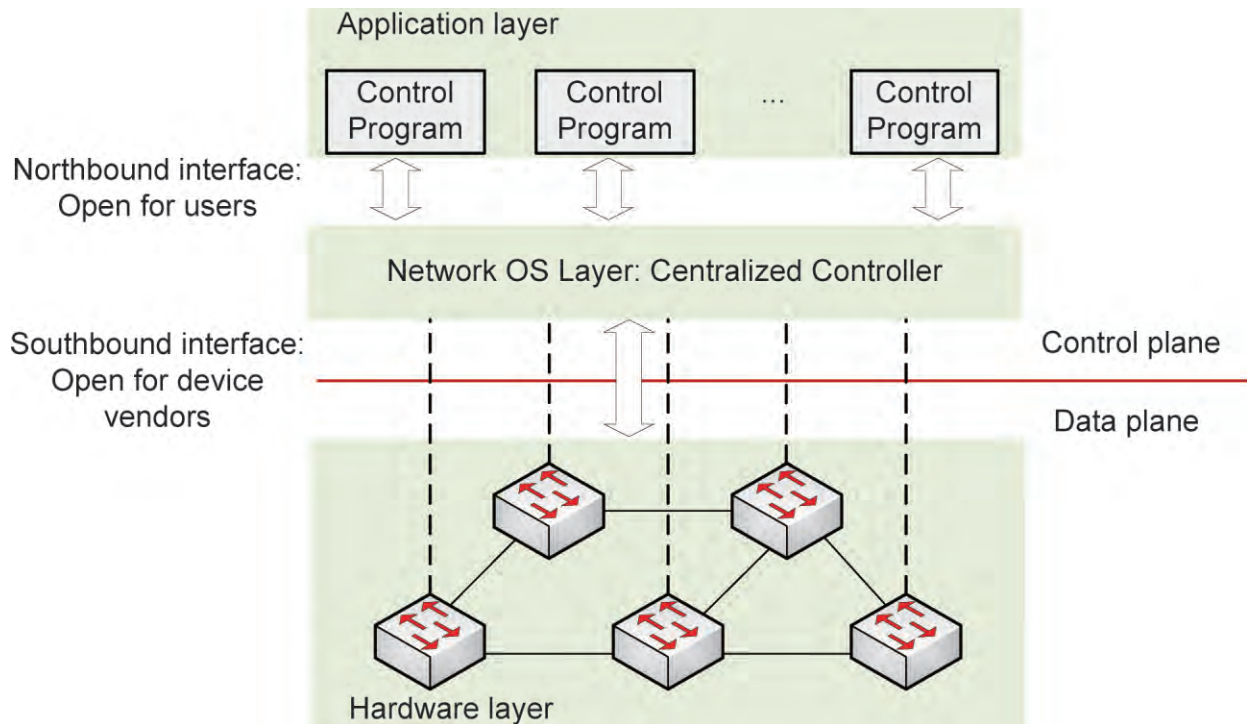 Application layer
Control
Program
Control
Program
...
Control
Program
Northbound interface:
Open for users
Network OS Layer: Centralized Controller
Southbound interface:
Open for device
vendors
Control plane
Data plane
Hardware layer